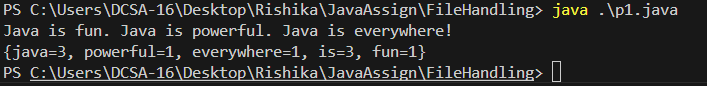 PS C:\Users\DCSA-16\Desktop\Rishika\JavaAssign\FileHandling> java .\p1.java
Java is fun. Java is powerful. Java is everywhere!
{java=3, powerful=1, everywhere=1, is=3, fun=1}
PS C:\Users\DCSA-16\Desktop\Rishika\JavaAssign\FileHandling>